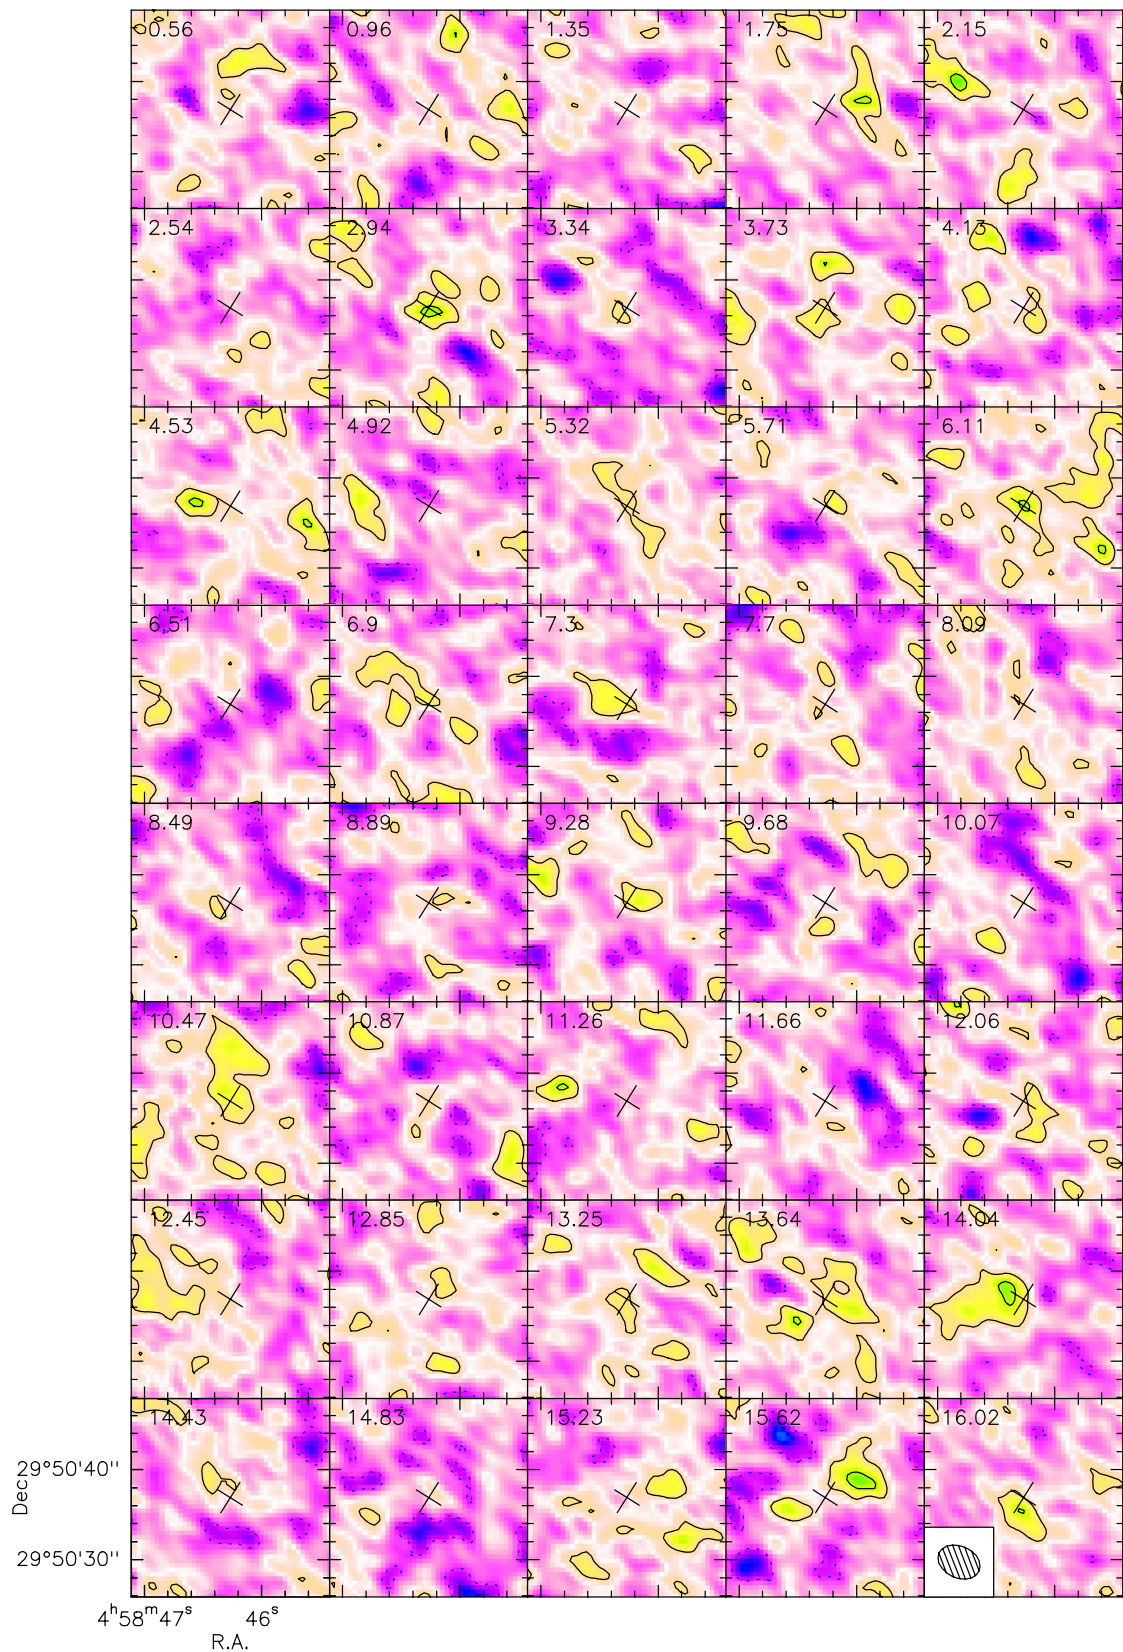 0.56 0.96 1.35 1.75 2.15
2.54 2.94 3.34 3.73 4.13
4.53 4.92 5.32 5.71 6.11
6.51 6.9 7.3 7.7 8.09
8.49 8.89 9.28 9.68 10.07
10.47 10.87 11.26 11.66 12.06
12.45 12.85 13.25 13.64 14.04
14.43 14.83 15.23 15.62 16.02
29°50'40"
Dec.
29°50'30"
4ʰ58ᵐ47ˢ 46ˢ
R.A.